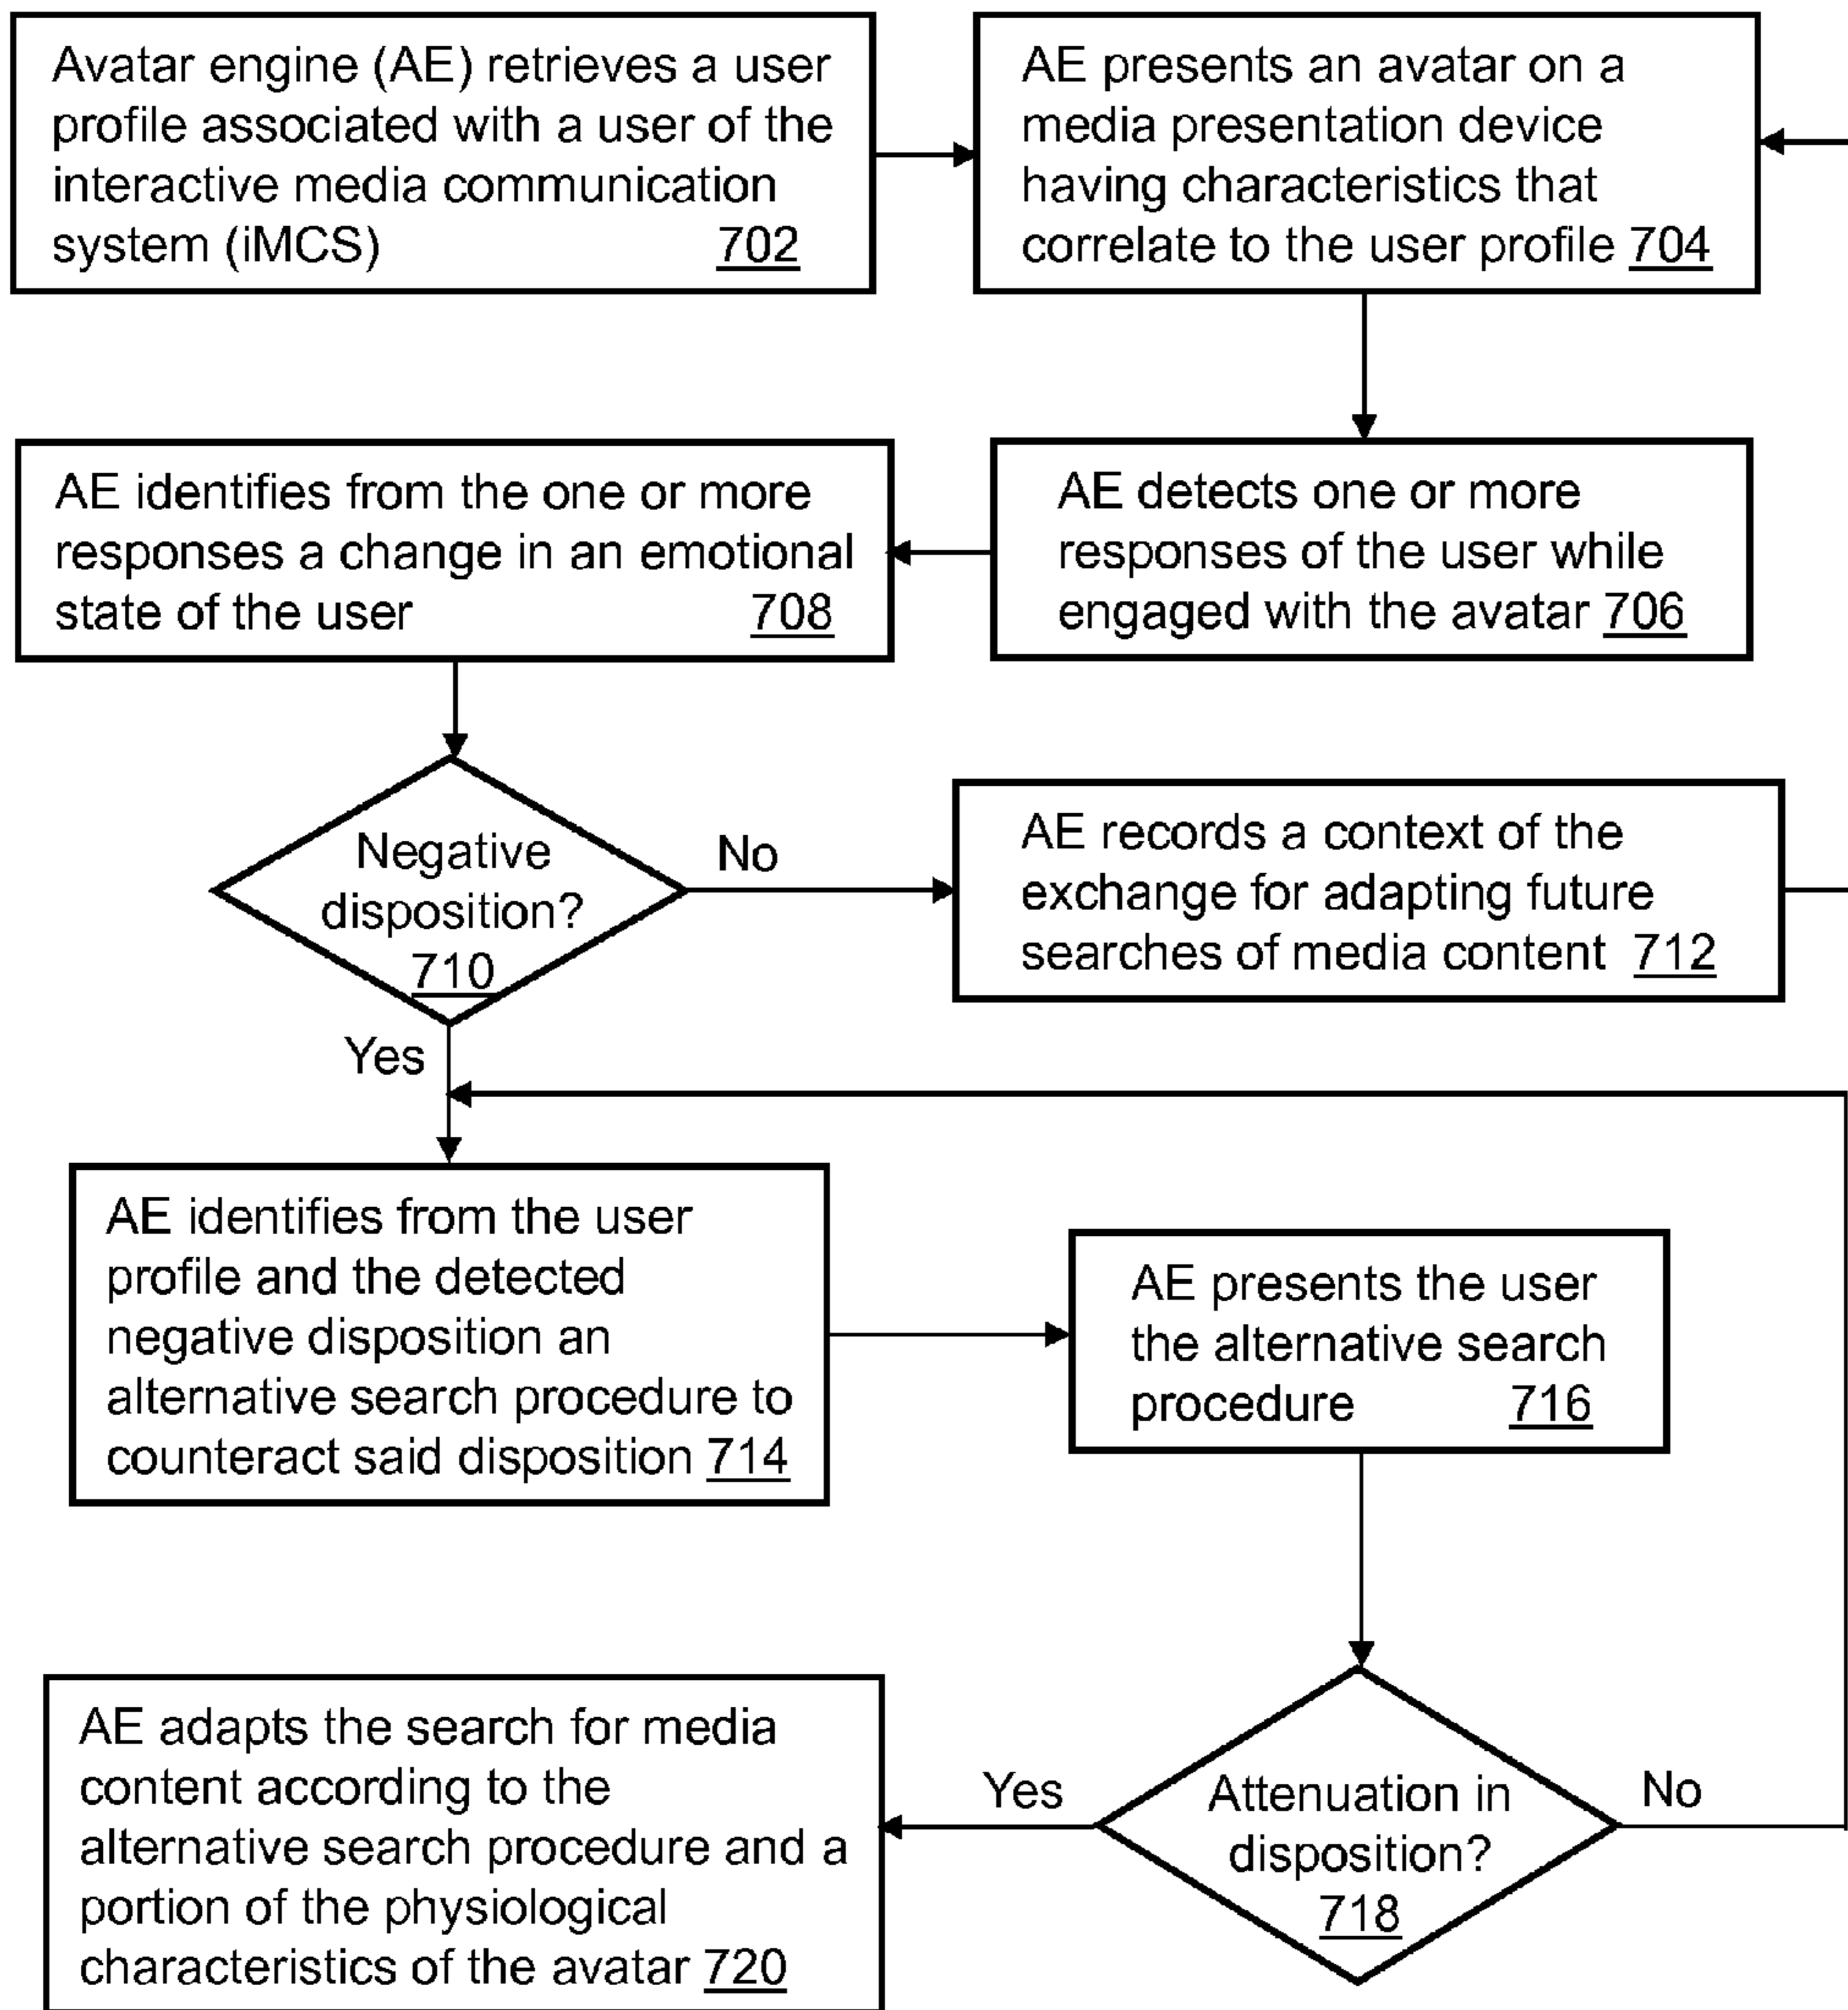 Avatar engine (AE) retrieves a user
profile associated with a user of the
interactive media communication
system (iMCS) 702
AE presents an avatar on a
media presentation device
having characteristics that
correlate to the user profile 704
AE detects one or more
responses of the user while
engaged with the avatar 706
AE identifies from the one or more
responses a change in an emotional
state of the user 708
Negative
disposition?
710
No
AE records a context of the
exchange for adapting future
searches of media content 712
Yes
AE identifies from the user
profile and the detected
negative disposition an
alternative search procedure to
counteract said disposition 714
AE presents the user
the alternative search
procedure 716
Attenuation in
disposition?
718
No
Yes
AE adapts the search for media
content according to the
alternative search procedure and a
portion of the physiological
characteristics of the avatar 720